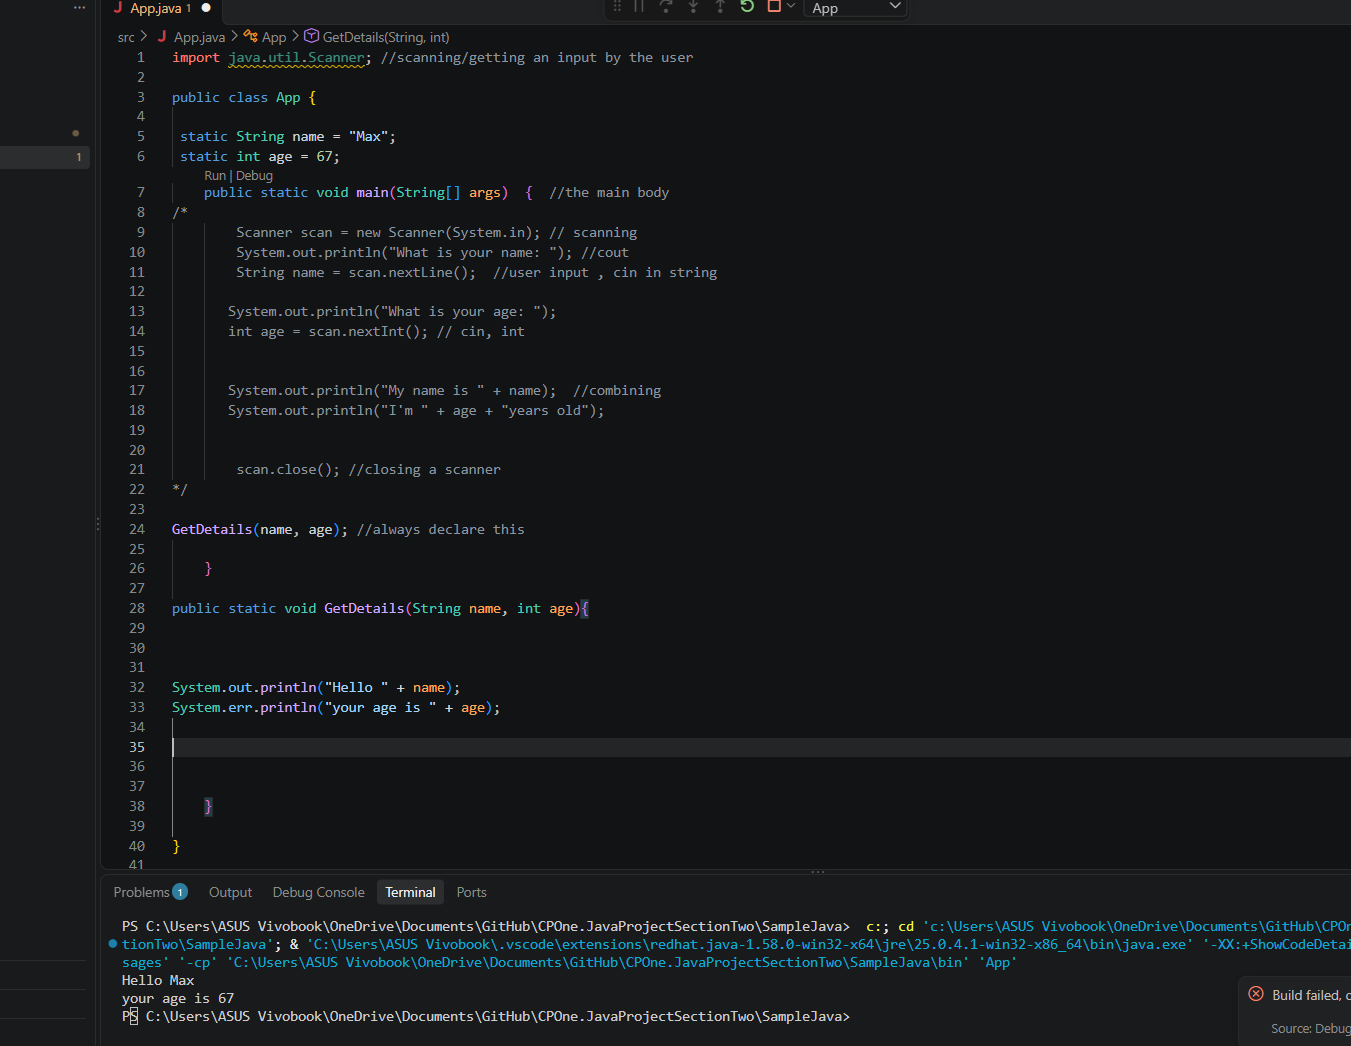 App.java 1
App
src > App.java > App > GetDetails(String, int)
1 import java.util.Scanner; //scanning/getting an input by the user
2
3 public class App {
4
5 static String name = "Max";
6 static int age = 67;
Run | Debug
7 public static void main(String[] args)  { //the main body
8 /*
9 Scanner scan = new Scanner(System.in); // scanning
10 System.out.println("What is your name: "); //cout
11 String name = scan.nextLine(); //user input , cin in string
12
13 System.out.println("What is your age: ");
14 int age = scan.nextInt(); // cin, int
15
16
17 System.out.println("My name is " + name); //combining
18 System.out.println("I'm " + age + "years old");
19
20
21 scan.close(); //closing a scanner
22 */
23
24 GetDetails(name, age); //always declare this
25
26 }
27
28 public static void GetDetails(String name, int age){
29
30
31
32 System.out.println("Hello " + name);
33 System.err.println("your age is " + age);
34
35
36
37
38 }
39
40 }
41
1
Problems 1 Output Debug Console Terminal Ports
PS C:\Users\ASUS Vivobook\OneDrive\Documents\GitHub\CPOne.JavaProjectSectionTwo\SampleJava> c:; cd 'c:\Users\ASUS Vivobook\OneDrive\Documents\GitHub\CPOn
tionTwo\SampleJava'; & 'C:\Users\ASUS Vivobook\.vscode\extensions\redhat.java-1.58.0-win32-x64\jre\25.0.4.1-win32-x86_64\bin\java.exe' '-XX:+ShowCodeDetai
sages' '-cp' 'C:\Users\ASUS Vivobook\OneDrive\Documents\GitHub\CPOne.JavaProjectSectionTwo\SampleJava\bin' 'App'
Hello Max
your age is 67
PS C:\Users\ASUS Vivobook\OneDrive\Documents\GitHub\CPOne.JavaProjectSectionTwo\SampleJava>
Build failed,
Source: Debug